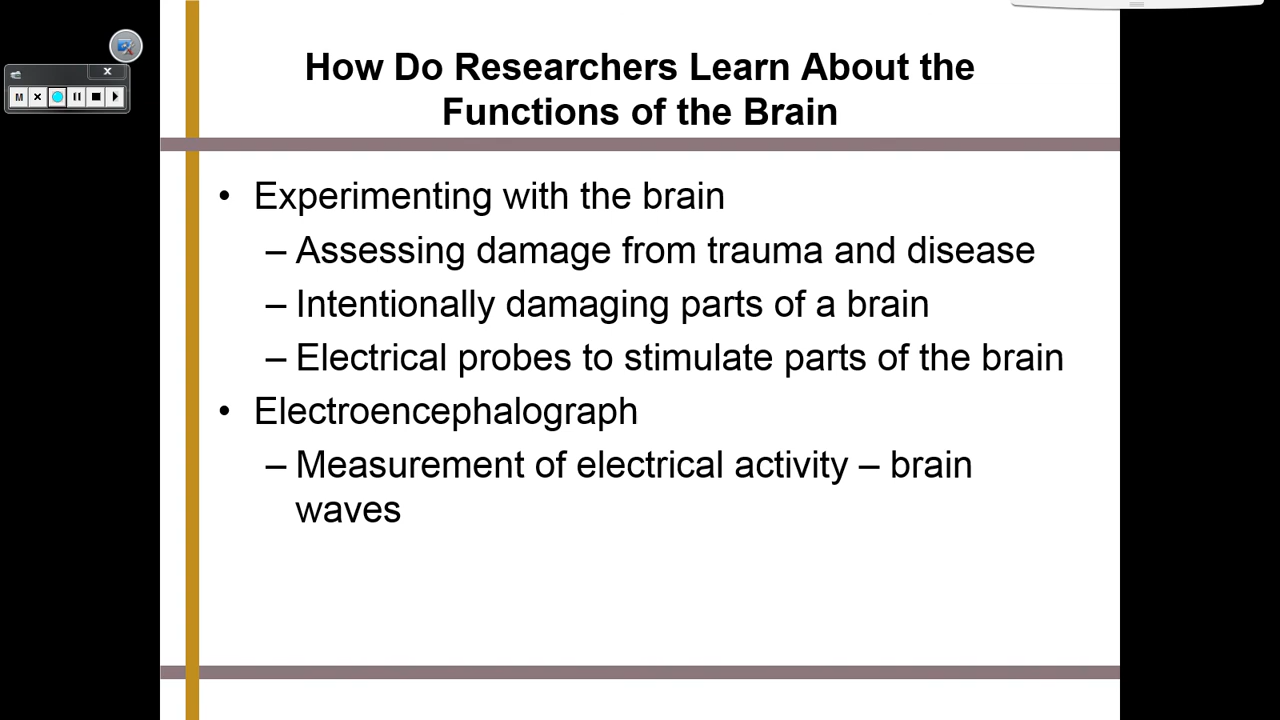 How Do Researchers Learn About the
Functions of the Brain
M
• Experimenting with the brain
– Assessing damage from trauma and disease
– Intentionally damaging parts of a brain
– Electrical probes to stimulate parts of the brain
• Electroencephalograph
– Measurement of electrical activity – brain
waves